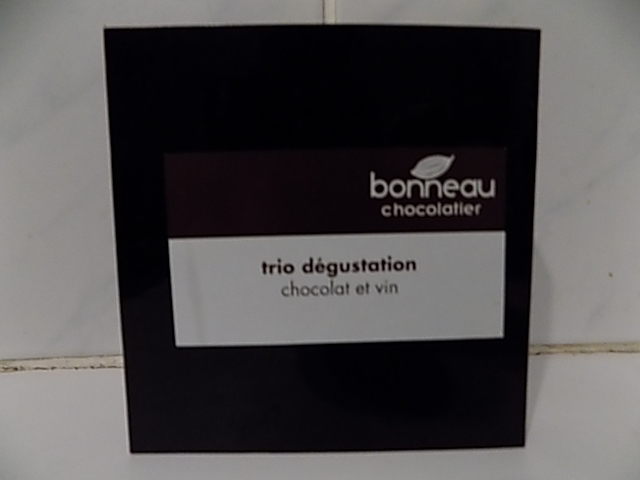 bonneau
chocolatier
trio dégustation
chocolat et vin